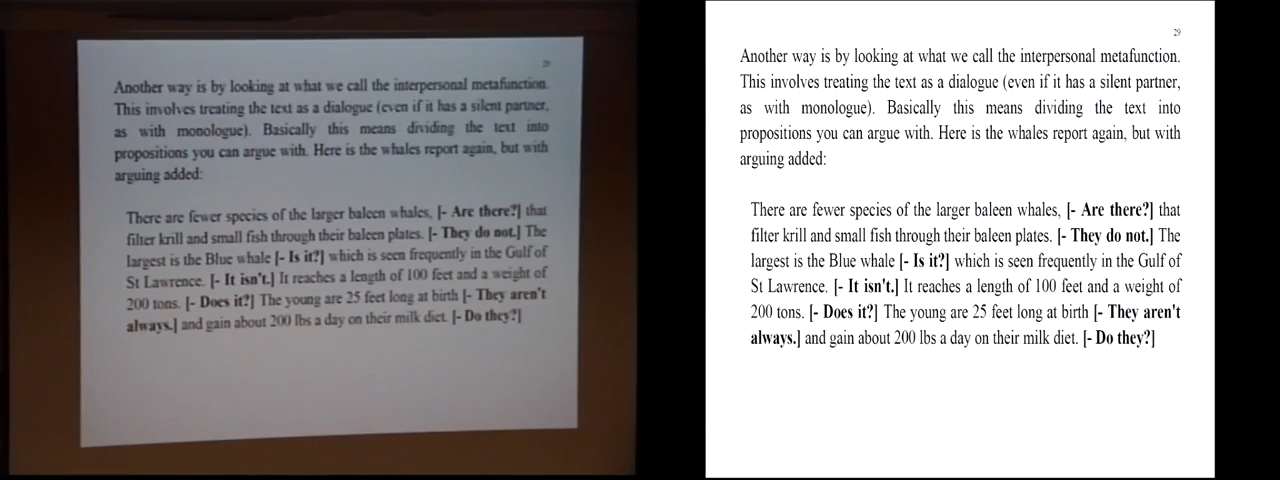 29
Another way is by looking at what we call the interpersonal metafunction.
This involves treating the text as a dialogue (even if it has a silent partner,
as with monologue). Basically this means dividing the text into
propositions you can argue with. Here is the whales report again, but with
arguing added:
There are fewer species of the larger baleen whales, [- Are there?] that
filter krill and small fish through their baleen plates. [- They do not.] The
largest is the Blue whale [- Is it?] which is seen frequently in the Gulf of
St Lawrence. [- It isn't.] It reaches a length of 100 feet and a weight of
200 tons. [- Does it?] The young are 25 feet long at birth [- They aren't
always.] and gain about 200 lbs a day on their milk diet. [- Do they?]
29
Another way is by looking at what we call the interpersonal metafunction.
This involves treating the text as a dialogue (even if it has a silent partner,
as with monologue). Basically this means dividing the text into
propositions you can argue with. Here is the whales report again, but with
arguing added:
There are fewer species of the larger baleen whales, [- Are there?] that
filter krill and small fish through their baleen plates. [- They do not.] The
largest is the Blue whale [- Is it?] which is seen frequently in the Gulf of
St Lawrence. [- It isn't.] It reaches a length of 100 feet and a weight of
200 tons. [- Does it?] The young are 25 feet long at birth [- They aren't
always.] and gain about 200 lbs a day on their milk diet. [- Do they?]